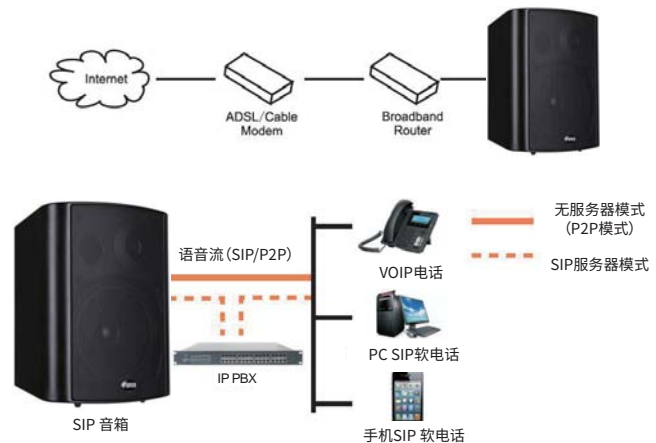 Internet
ADSL/Cable
Modem
Broadband
Router
语音流(SIP/P2P)
VOIP电话
无服务器模式
(P2P模式)
SIP服务器模式
PC SIP软电话
IP PBX
SIP 音箱
手机SIP 软电话